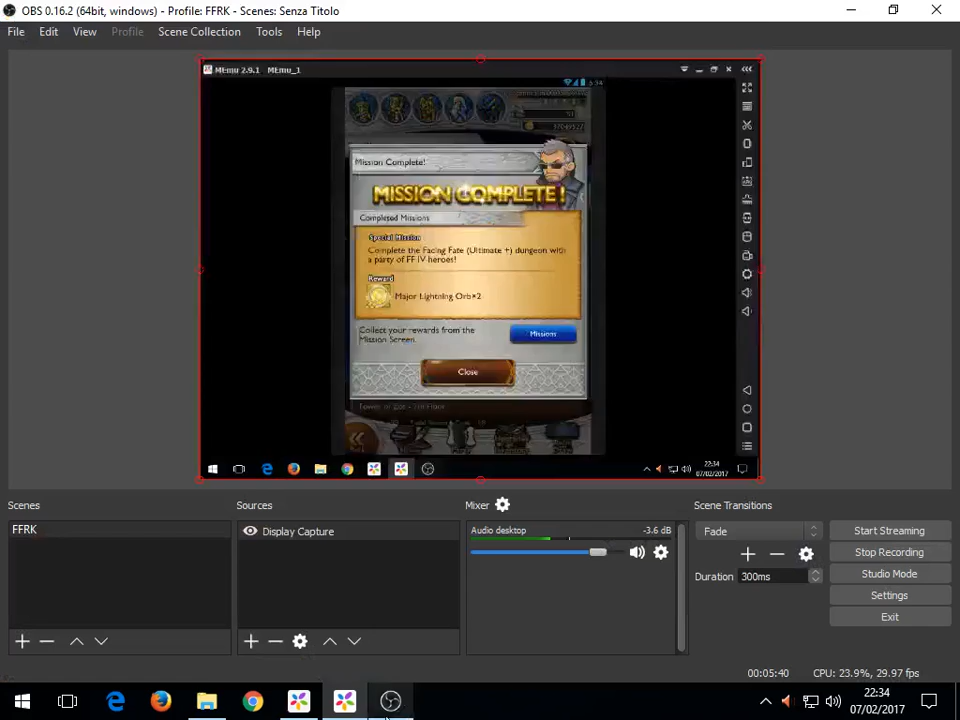 OBS 0.16.2 (64bit, windows) - Profile: FFRK - Scenes: Senza Titolo
File Edit View Profile Scene Collection Tools Help
MEmu 2.9.1 MEmu_1
Mission Complete!
MISSION COMPLETE!
Completed Missions
Special Mission
Complete the Facing Fate (Ultimate +) dungeon with
a party of FF IV heroes!
Reward
Major Lightning Orb×2
Collect your rewards from the
Mission Screen.
Missions
Close
22:34
07/02/2017
Scenes
FFRK
Sources
Display Capture
Mixer
Audio desktop -3.6 dB
Scene Transitions
Fade
Duration 300ms
Start Streaming
Stop Recording
Studio Mode
Settings
Exit
00:05:40 CPU: 23.9%, 29.97 fps
22:34
07/02/2017